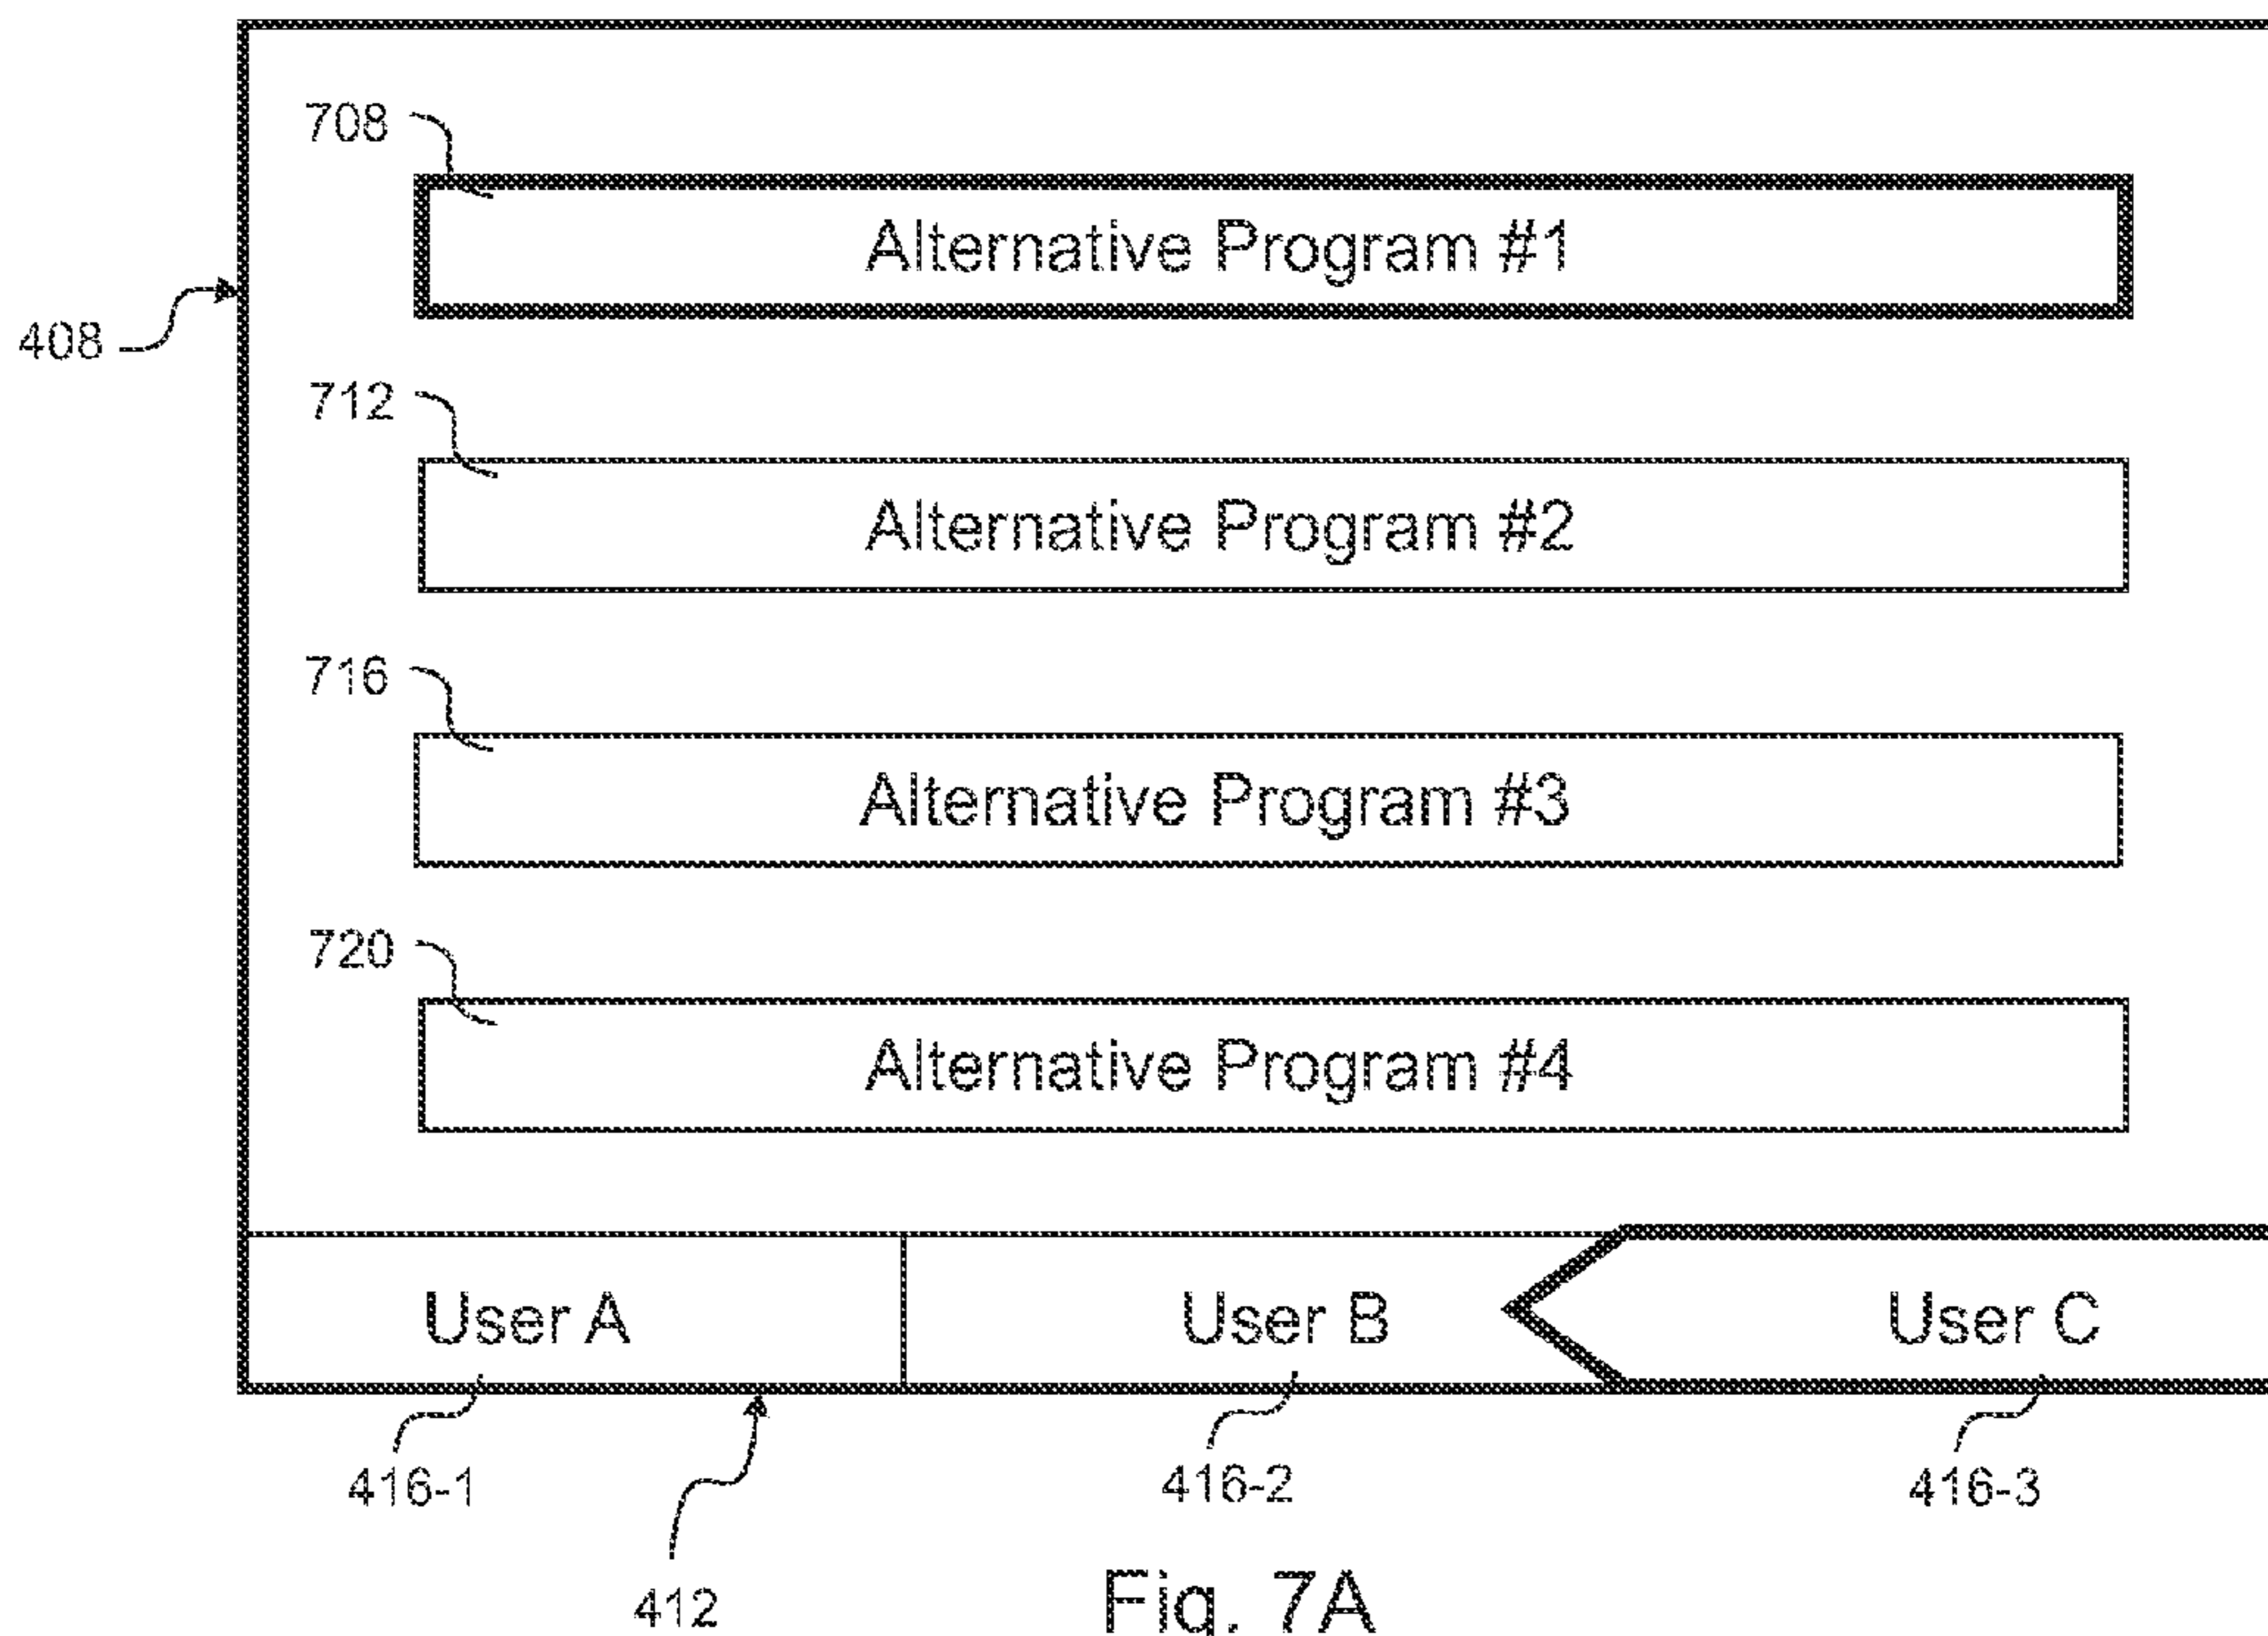 708
Alternative Program #1
408
712
Alternative Program #2
716
Alternative Program #3
720
Alternative Program #4
User A
User B
User C
416-1
416-2
416-3
412
Fig. 7A